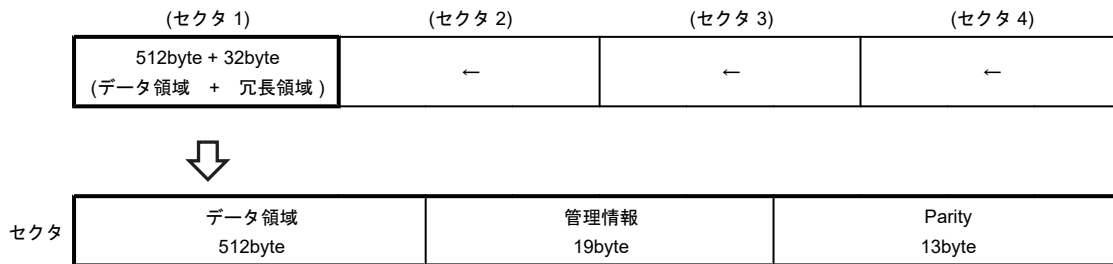 (セクタ 1) (セクタ 2) (セクタ 3) (セクタ 4)
512byte + 32byte
(データ領域 + 冗長領域 )
← ← ←
セクタ
データ領域 管理情報 Parity
512byte 19byte 13byte